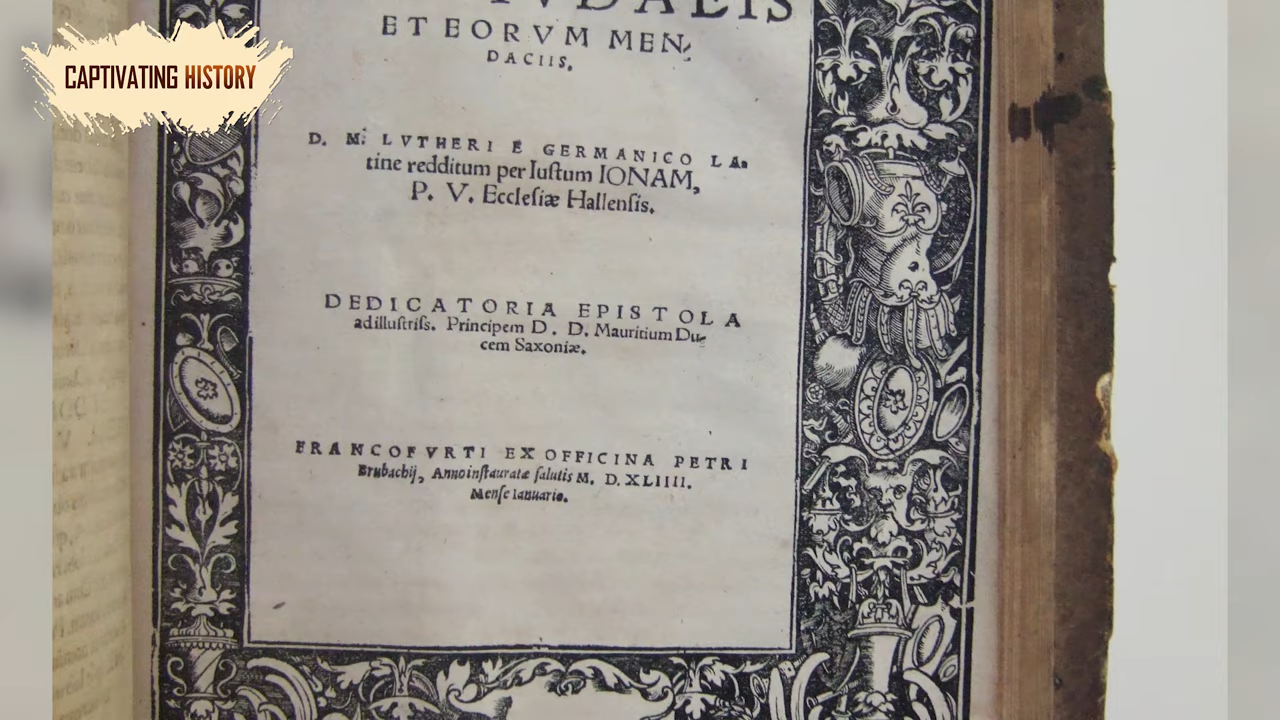 CAPTIVATING HISTORY
IVDAEIS
ET EORVM MEN,
DACIIS.
D. M. LVTHERI È GERMANICO LA-
tine redditum per Iuſtum IONAM,
P. V. Eccleſiæ Hallenſis.
DEDICATORIA EPISTOLA
ad illuſtriſs. Principem D. D. Mauritium Du-
cem Saxoniæ.
FRANCOFVRTI EX OFFICINA PETRI
Brubachij, Anno inſtauratæ ſalutis M. D. XLIIII.
Menſe Ianuario.